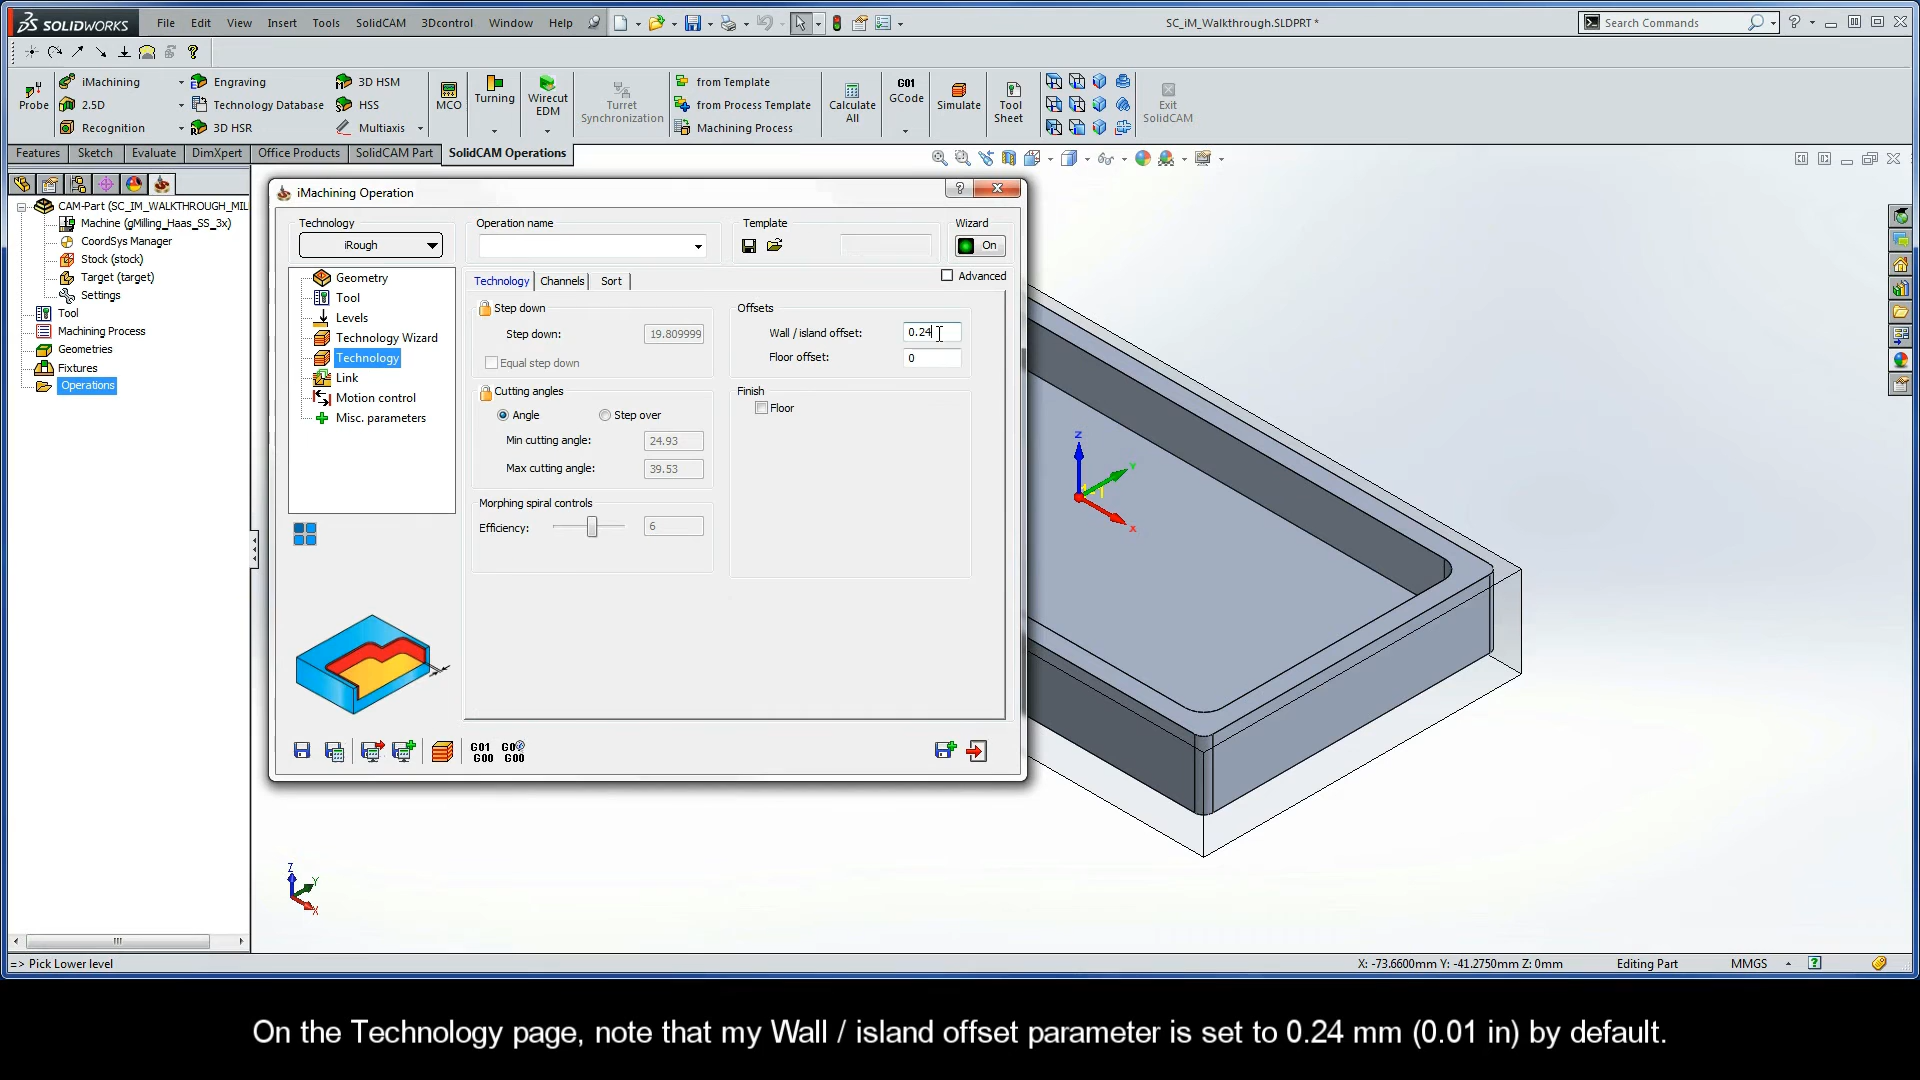 SOLIDWORKS File Edit View Insert Tools SolidCAM 3Dcontrol Window Help SC_iM_Walkthrough.SLDPRT * Search Commands
iMachining Engraving 3D HSM from Template
Probe 2.5D Technology Database HSS MCO Turning Wirecut EDM Turret Synchronization from Process Template Calculate All G01 GCode Simulate Tool Sheet Exit SolidCAM
Recognition 3D HSR Multiaxis Machining Process
Features Sketch Evaluate DimXpert Office Products SolidCAM Part SolidCAM Operations
CAM-Part (SC_IM_WALKTHROUGH_MIL
Machine (gMilling_Haas_SS_3x)
CoordSys Manager
Stock (stock)
Target (target)
Settings
Tool
Machining Process
Geometries
Fixtures
Operations
iMachining Operation
Technology Operation name Template Wizard
iRough On
Geometry
Tool
Levels
Technology Wizard
Technology
Link
Motion control
Misc. parameters
Technology Channels Sort Advanced
Step down
Step down: 19.809999
Equal step down
Cutting angles
Angle Step over
Min cutting angle: 24.93
Max cutting angle: 39.53
Morphing spiral controls
Efficiency: 6
Offsets
Wall / island offset: 0.24
Floor offset: 0
Finish
Floor
G01 G00
G00
Z
Y
X
Z
Y
X
=> Pick Lower level X: -73.6600mm Y: -41.2750mm Z: 0mm Editing Part MMGS
On the Technology page, note that my Wall / island offset parameter is set to 0.24 mm (0.01 in) by default.